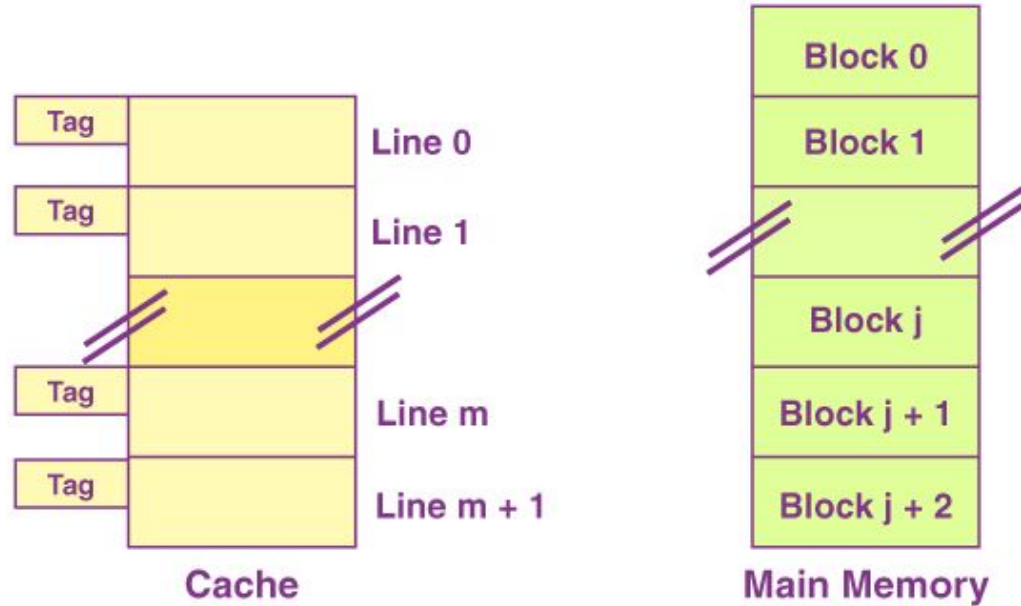 Tag
Line 0
Tag
Line 1
Tag
Line m
Tag
Line m + 1
Cache
Block 0
Block 1
Block j
Block j + 1
Block j + 2
Main Memory